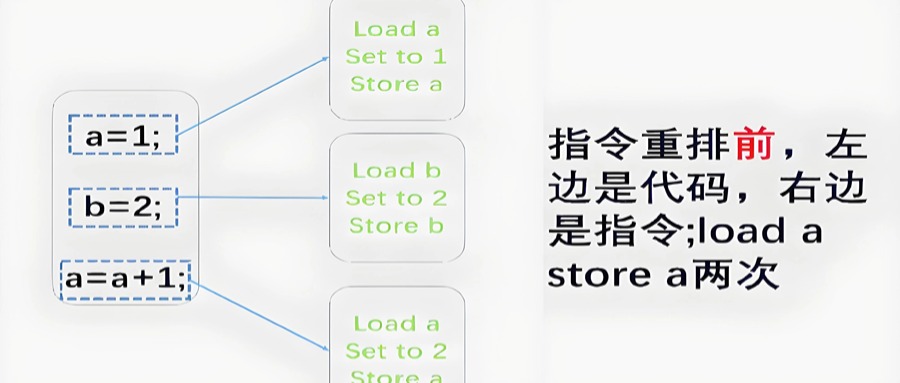 a=1;
b=2;
a=a+1;
Load a
Set to 1
Store a
Load b
Set to 2
Store b
Load a
Set to 2
Store a
指令重排前，左
边是代码，右边
是指令;load a
store a两次